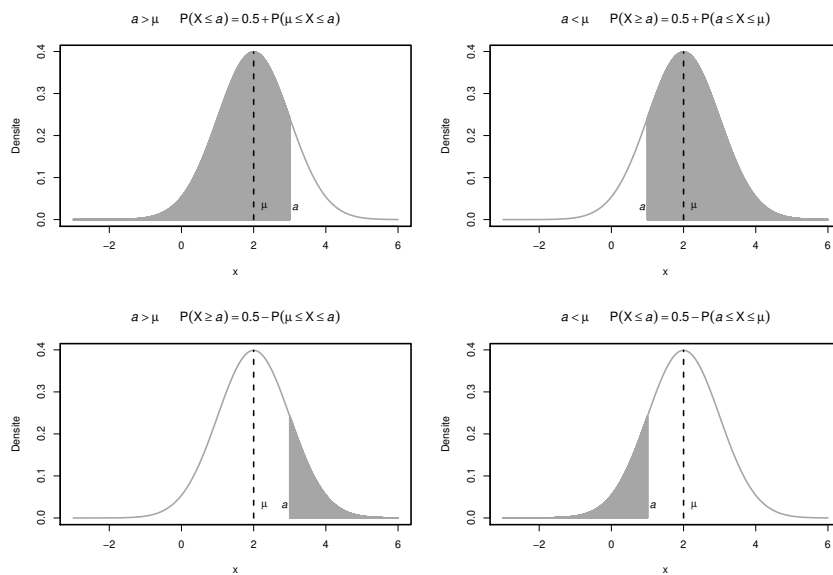 a > μ P(X ≤ a) = 0.5 + P(μ ≤ X ≤ a)
Densite
0.0 0.1 0.2 0.3 0.4
μ a
−2 0 2 4 6
x
a < μ P(X ≥ a) = 0.5 + P(a ≤ X ≤ μ)
Densite
0.0 0.1 0.2 0.3 0.4
a μ
−2 0 2 4 6
x
a > μ P(X ≥ a) = 0.5 − P(μ ≤ X ≤ a)
Densite
0.0 0.1 0.2 0.3 0.4
μ a
−2 0 2 4 6
x
a < μ P(X ≤ a) = 0.5 − P(a ≤ X ≤ μ)
Densite
0.0 0.1 0.2 0.3 0.4
a μ
−2 0 2 4 6
x